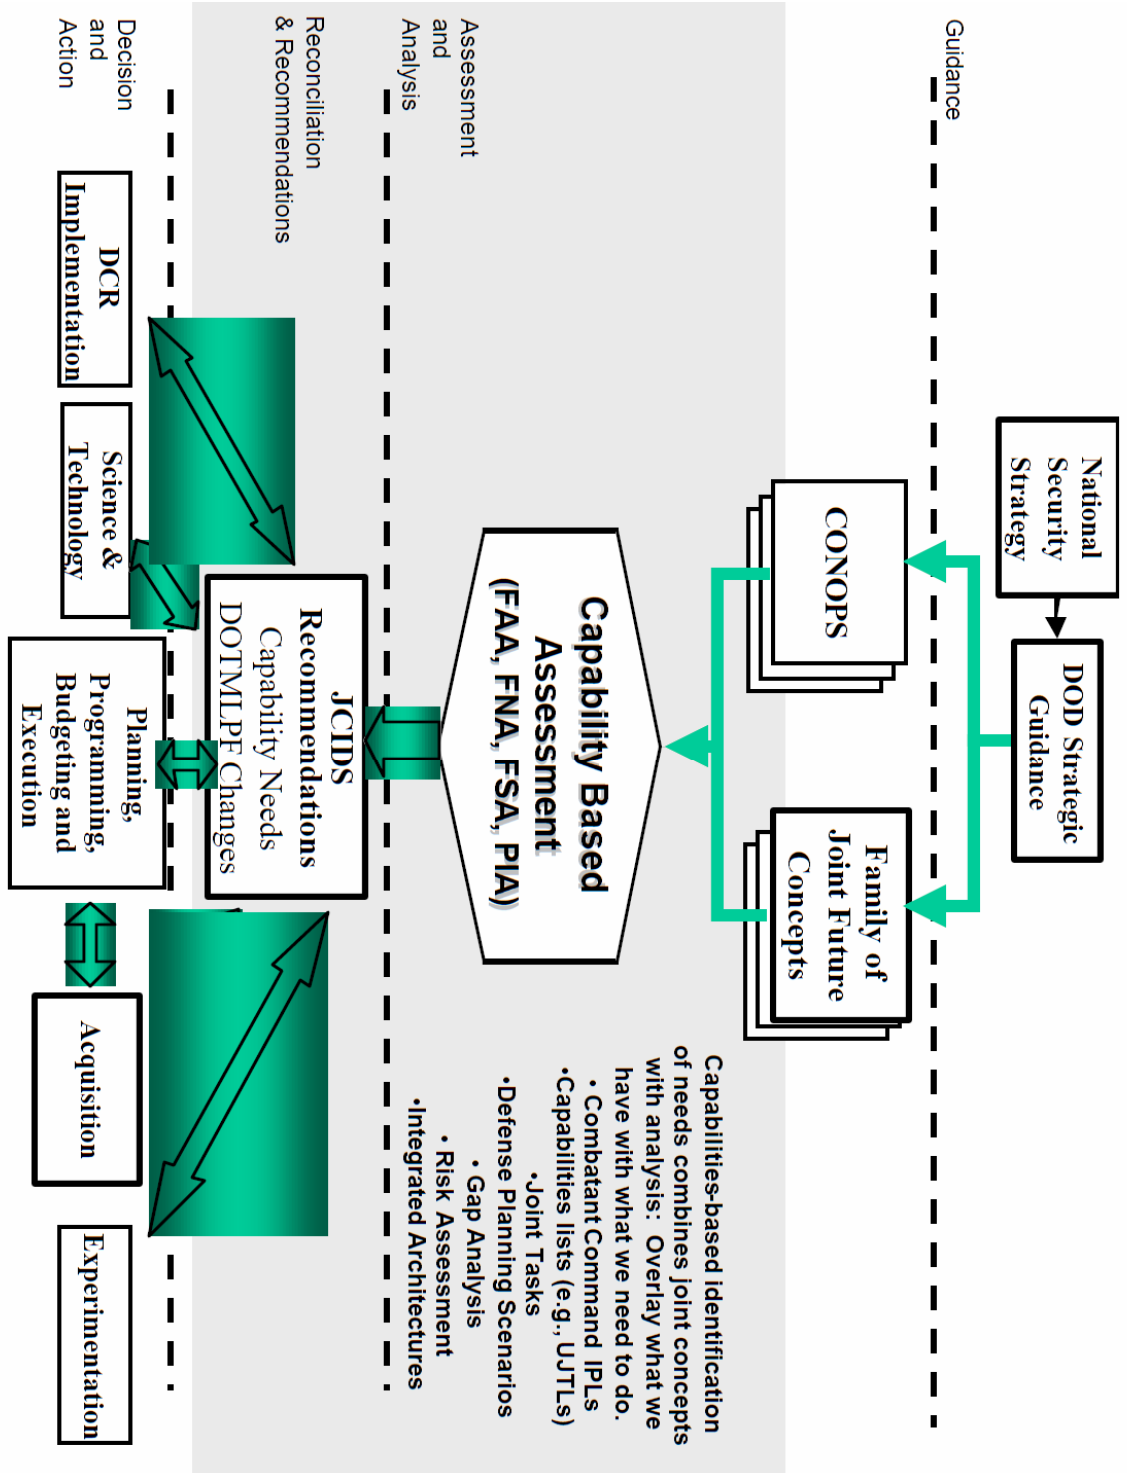 Guidance
National
Security
Strategy
DOD Strategic
Guidance
CONOPS
Family of
Joint Future
Concepts
Assessment
and
Analysis
Capability Based
Assessment
(FAA, FNA, FSA, PIA)
Capabilities-based identification
of needs combines joint concepts
with analysis: Overlay what we
have with what we need to do.
• Combatant Command IPLs
•Capabilities lists (e.g., UJTLs)
•Joint Tasks
•Defense Planning Scenarios
• Gap Analysis
• Risk Assessment
•Integrated Architectures
Reconciliation
& Recommendations
JCIDS
Recommendations
Capability Needs
DOTMLPF Changes
Decision
and
Action
DCR
Implementation
Science &
Technology
Planning,
Programming,
Budgeting and
Execution
Acquisition
Experimentation